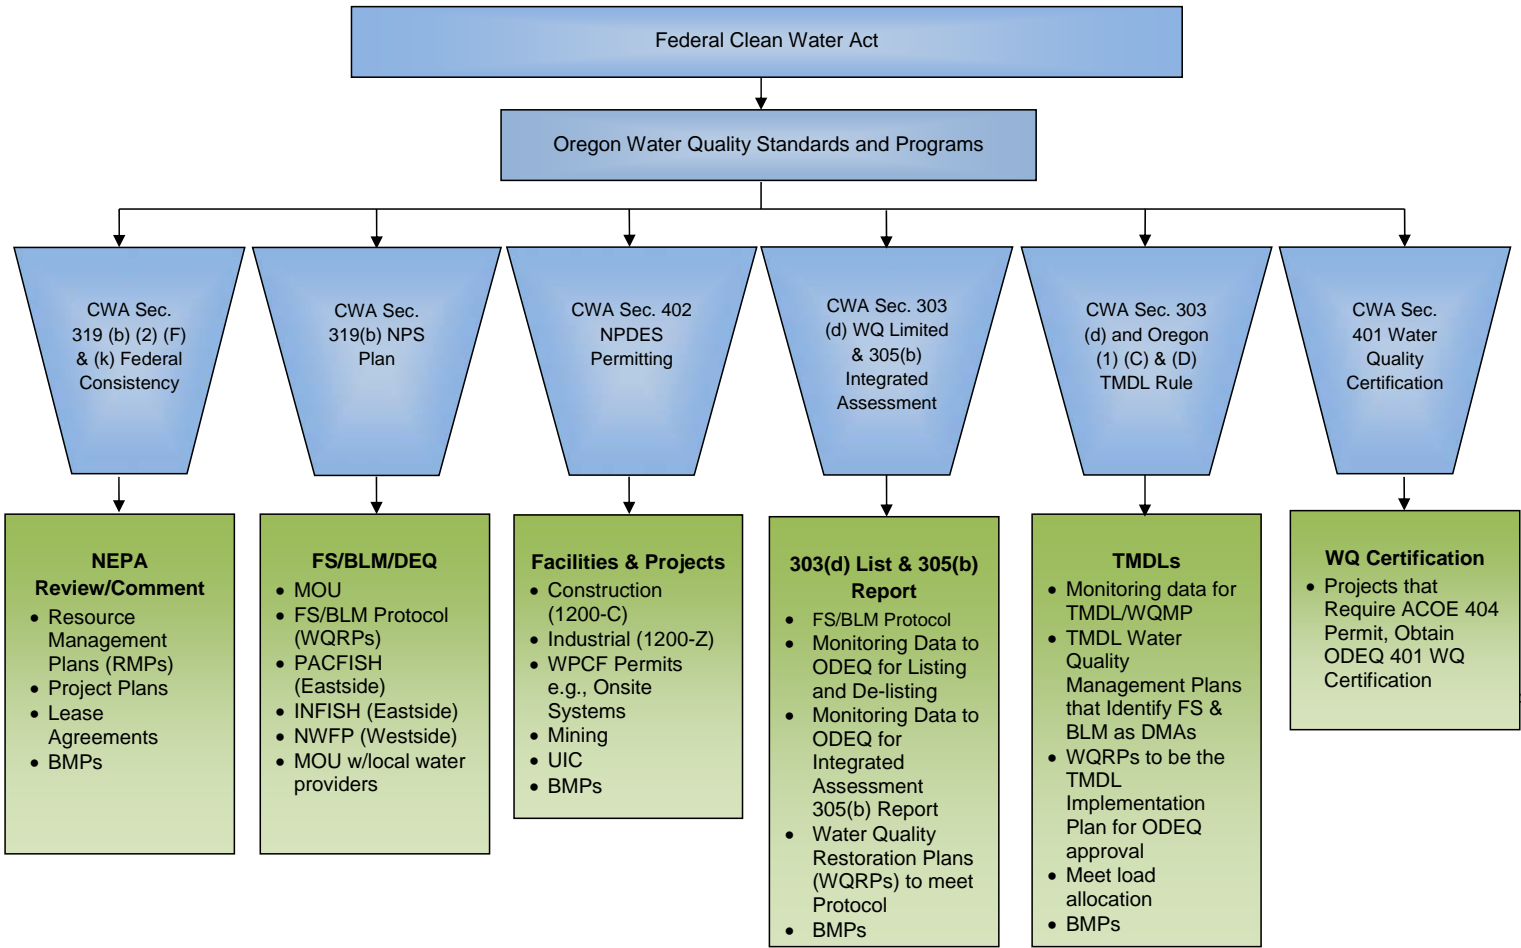 Federal Clean Water Act
Oregon Water Quality Standards and Programs
CWA Sec.
319 (b) (2) (F)
& (k) Federal
Consistency
CWA Sec.
319(b) NPS
Plan
CWA Sec. 402
NPDES
Permitting
CWA Sec. 303
(d) WQ Limited
& 305(b)
Integrated
Assessment
CWA Sec. 303
(d) and Oregon
(1) (C) & (D)
TMDL Rule
CWA Sec.
401 Water
Quality
Certification
NEPA
Review/Comment
• Resource
Management
Plans (RMPs)
• Project Plans
• Lease
Agreements
• BMPs
FS/BLM/DEQ
• MOU
• FS/BLM Protocol
(WQRPs)
• PACFISH
(Eastside)
• INFISH (Eastside)
• NWFP (Westside)
• MOU w/local water
providers
Facilities & Projects
• Construction
(1200-C)
• Industrial (1200-Z)
• WPCF Permits
e.g., Onsite
Systems
• Mining
• UIC
• BMPs
303(d) List & 305(b)
Report
• FS/BLM Protocol
• Monitoring Data to
ODEQ for Listing
and De-listing
• Monitoring Data to
ODEQ for
Integrated
Assessment
305(b) Report
• Water Quality
Restoration Plans
(WQRPs) to meet
Protocol
• BMPs
TMDLs
• Monitoring data for
TMDL/WQMP
• TMDL Water
Quality
Management Plans
that Identify FS &
BLM as DMAs
• WQRPs to be the
TMDL
Implementation
Plan for ODEQ
approval
• Meet load
allocation
• BMPs
WQ Certification
• Projects that
Require ACOE 404
Permit, Obtain
ODEQ 401 WQ
Certification